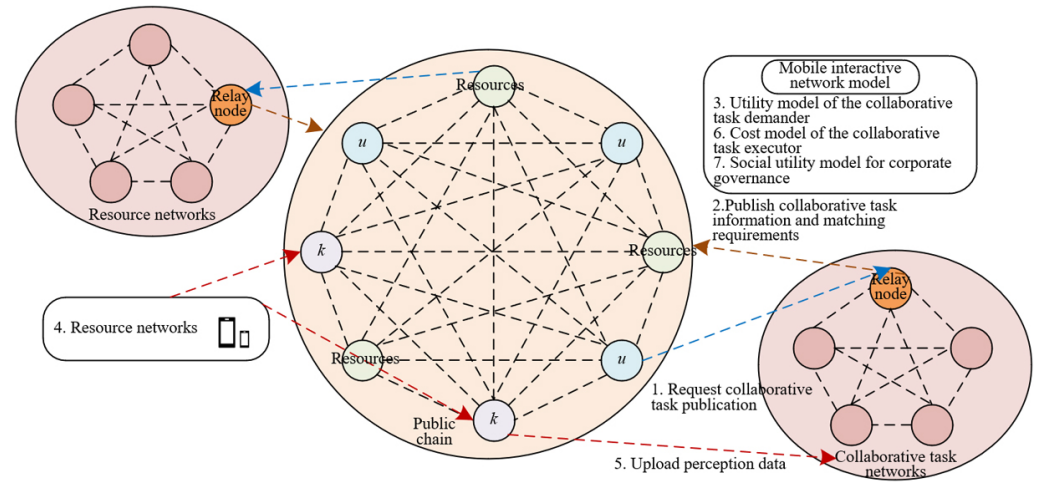 Relay
node
Resource networks
Resources
u
u
k
Resources
Resources
u
k
Public
chain
Mobile interactive
network model
3. Utility model of the collaborative
task demander
6. Cost model of the collaborative
task executor
7. Social utility model for corporate
governance
2.Publish collaborative task
information and matching
requirements
4. Resource networks
Relay
node
1. Request collaborative
task publication
5. Upload perception data
Collaborative task
networks